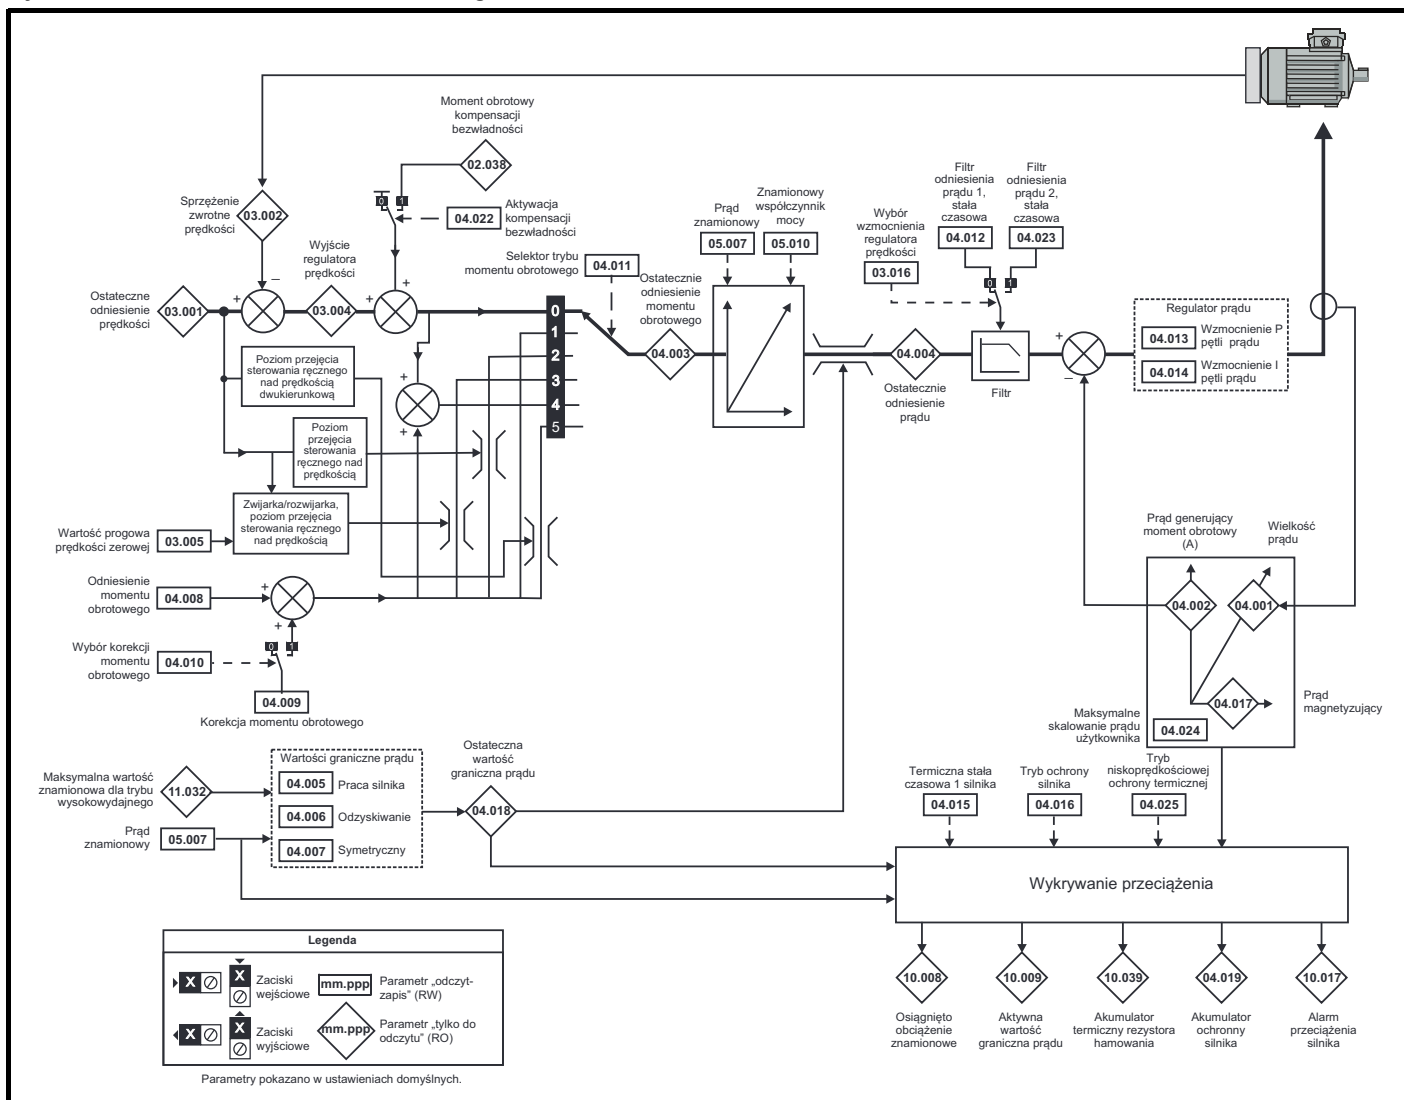 Moment obrotowy
kompensacji
bezwładności
02.038
0 1
04.022
Aktywacja
kompensacji
bezwładności
Sprzężenie
zwrotne
prędkości
03.002
Wyjście
regulatora
prędkości
Ostateczne
odniesienie
prędkości
03.001
03.004
Selektor trybu
momentu obrotowego
04.011
Ostatecznie
odniesienie
momentu
obrotowego
04.003
Prąd
znamionowy
05.007
Znamionowy
współczynnik
mocy
05.010
Wybór
wzmocnienia
regulatora
prędkości
03.016
Filtr
odniesienia
prądu 1,
stała
czasowa
04.012
Filtr
odniesienia
prądu 2,
stała
czasowa
04.023
0 1
04.004
Ostatecznie
odniesienie
prądu
Filtr
Regulator prądu
04.013
Wzmocnienie P
pętli prądu
04.014
Wzmocnienie I
pętli prądu
0
1
2
3
4
5
Poziom przejęcia
sterowania ręcznego
nad prędkością
dwukierunkową
Poziom
przejęcia
sterowania
ręcznego nad
prędkością
Zwijarka/rozwijarka,
poziom przejęcia
sterowania ręcznego
nad prędkością
Wartość progowa
prędkości zerowej
03.005
Odniesienie
momentu
obrotowego
04.008
Wybór korekcji
momentu
obrotowego
04.010
0 1
04.009
Korekcja momentu obrotowego
Prąd generujący
moment obrotowy
(A)
Wielkość
prądu
04.002
04.001
04.017
Prąd
magnetyzujący
Maksymalne
skalowanie prądu
użytkownika
04.024
Maksymalna wartość
znamionowa dla trybu
wysokowydajnego
11.032
Prąd
znamionowy
05.007
Wartości graniczne prądu
04.005
Praca silnika
04.006
Odzyskiwanie
04.007
Symetryczny
Ostateczna
wartość
graniczna prądu
04.018
Termiczna stała
czasowa 1 silnika
04.015
Tryb ochrony
silnika
04.016
Tryb
niskoprędkościowej
ochrony termicznej
04.025
Wykrywanie przeciążenia
10.008
10.009
10.039
04.019
10.017
Osiągnięto
obciążenie
znamionowe
Aktywna
wartość
graniczna prądu
Akumulator
termiczny rezystora
hamowania
Akumulator
ochronny
silnika
Alarm
przeciążenia
silnika
Legenda
X
X
Zaciski
wejściowe
mm.ppp
Parametr „odczyt-
zapis” (RW)
X
X
Zaciski
wyjściowe
mm.ppp
Parametr „tylko do
odczytu” (RO)
Parametry pokazano w ustawieniach domyślnych.